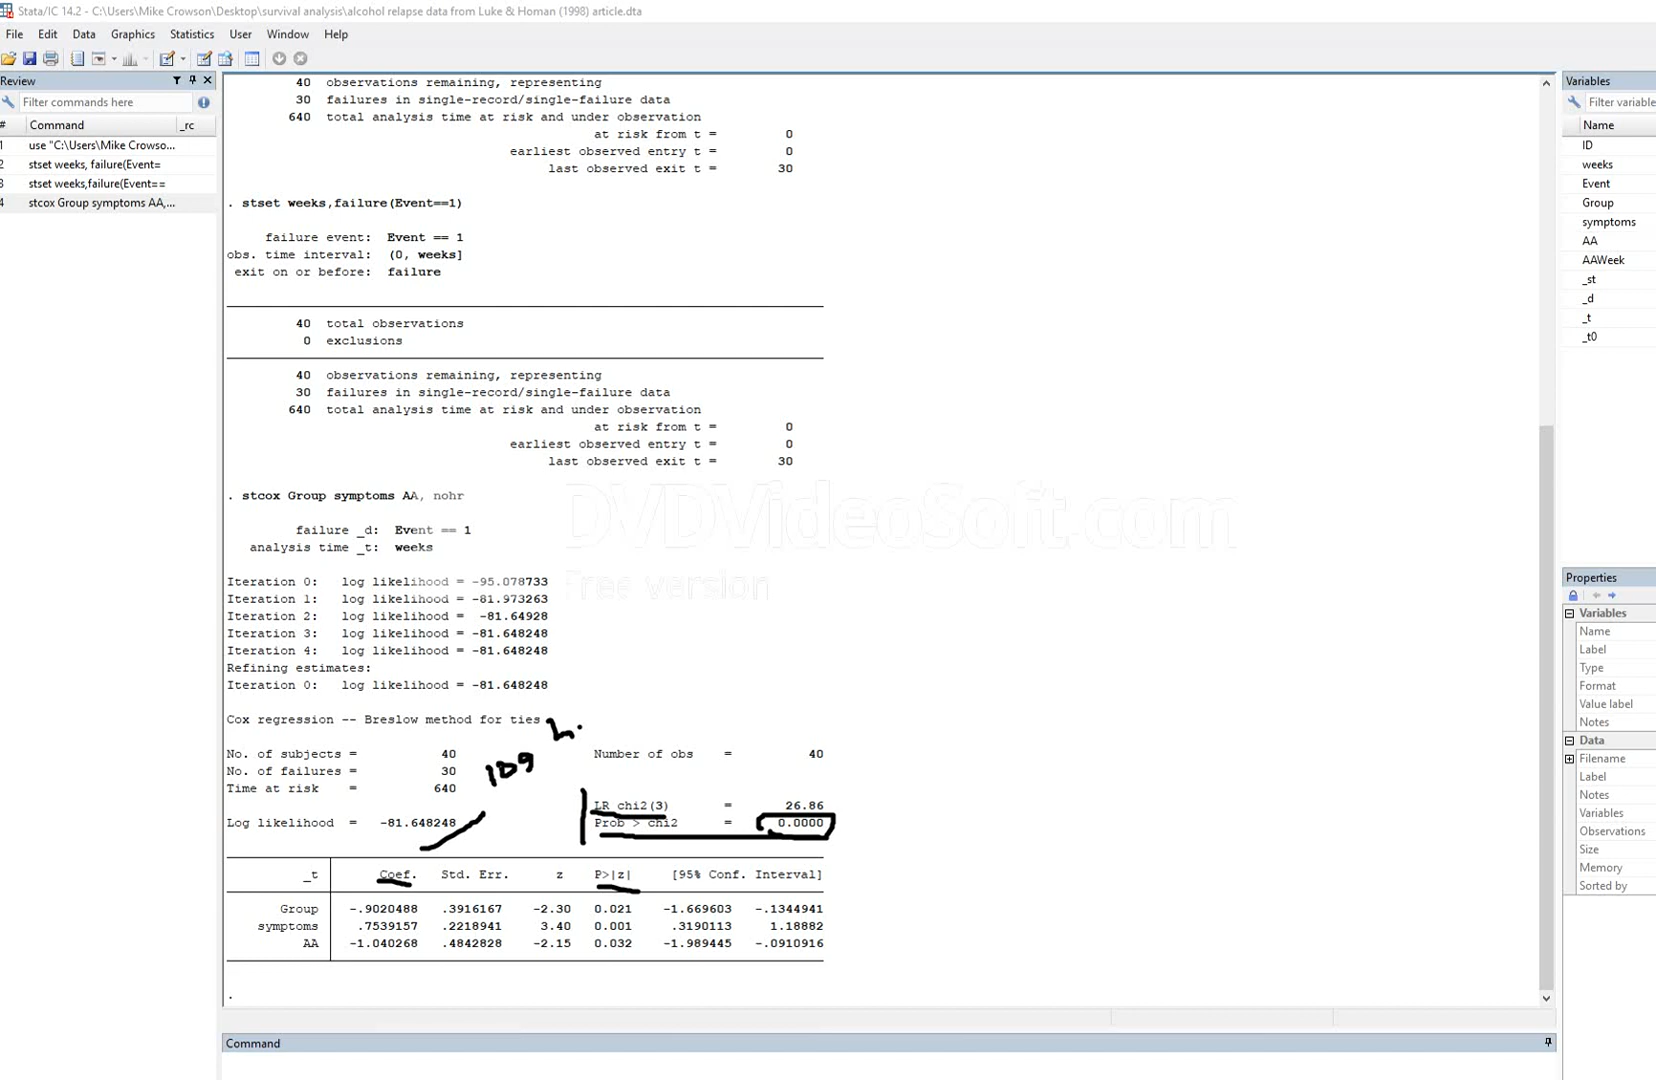 Stata/IC 14.2 - C:\Users\Mike Crowson\Desktop\survival analysis\alcohol relapse data from Luke & Homan (1998) article.dta
File Edit Data Graphics Statistics User Window Help
Review
Filter commands here
# Command _rc
1 use "C:\Users\Mike Crowso...
2 stset weeks, failure(Event=
3 stset weeks,failure(Event==
4 stcox Group symptoms AA,...
40 observations remaining, representing
30 failures in single-record/single-failure data
640 total analysis time at risk and under observation
at risk from t = 0
earliest observed entry t = 0
last observed exit t = 30
. stset weeks,failure(Event==1)
failure event: Event == 1
obs. time interval: (0, weeks]
exit on or before: failure
40 total observations
0 exclusions
40 observations remaining, representing
30 failures in single-record/single-failure data
640 total analysis time at risk and under observation
at risk from t = 0
earliest observed entry t = 0
last observed exit t = 30
. stcox Group symptoms AA, nohr
failure _d: Event == 1
analysis time _t: weeks
DVDVideoSoft.com
Free version
Iteration 0: log likelihood = -95.078733
Iteration 1: log likelihood = -81.973263
Iteration 2: log likelihood = -81.64928
Iteration 3: log likelihood = -81.648248
Iteration 4: log likelihood = -81.648248
Refining estimates:
Iteration 0: log likelihood = -81.648248
Cox regression -- Breslow method for ties
No. of subjects = 40 Number of obs = 40
No. of failures = 30
Time at risk = 640
log
LR chi2(3) = 26.86
Log likelihood = -81.648248 Prob > chi2 = 0.0000
_t Coef. Std. Err. z P>|z| [95% Conf. Interval]
Group -.9020488 .3916167 -2.30 0.021 -1.669603 -.1344941
symptoms .7539157 .2218941 3.40 0.001 .3190113 1.18882
AA -1.040268 .4842828 -2.15 0.032 -1.989445 -.0910916
.
Command
Variables
Filter variable
Name
ID
weeks
Event
Group
symptoms
AA
AAWeek
_st
_d
_t
_t0
Properties
Variables
Name
Label
Type
Format
Value label
Notes
Data
Filename
Label
Notes
Variables
Observations
Size
Memory
Sorted by